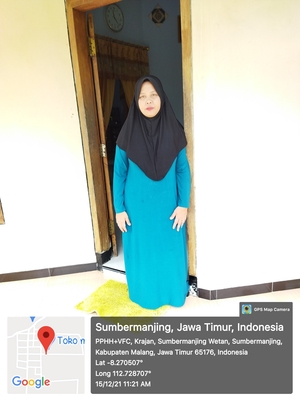 GPS Map Camera
Sumbermanjing, Jawa Timur, Indonesia
PPHH+VFC, Krajan, Sumbermanjing Wetan, Sumbermanjing,
Kabupaten Malang, Jawa Timur 65176, Indonesia
Lat -8.270507°
Long 112.728707°
15/12/21 11:21 AM
Toko m
Google